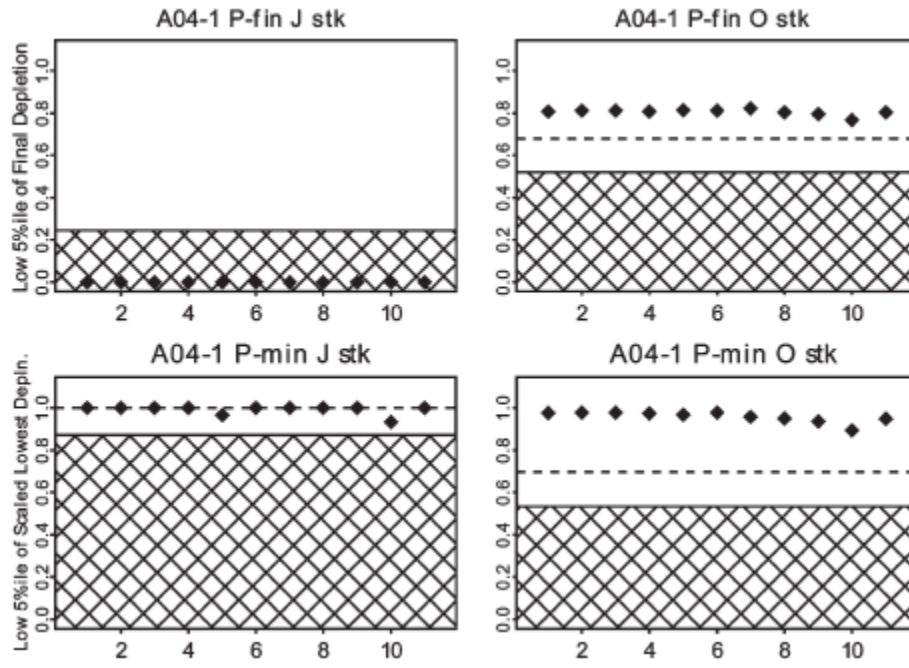 A04-1 P-fin J stk
A04-1 P-fin O stk
Low 5%ile of Final Depletion
1.0
0.8
0.6
0.4
0.2
0.0
2 4 6 8 10
1.0
0.8
0.6
0.4
0.2
0.0
2 4 6 8 10
A04-1 P-min J stk
A04-1 P-min O stk
Low 5%ile of Scaled Lowest Depln.
1.0
0.8
0.6
0.4
0.2
0.0
2 4 6 8 10
1.0
0.8
0.6
0.4
0.2
0.0
2 4 6 8 10